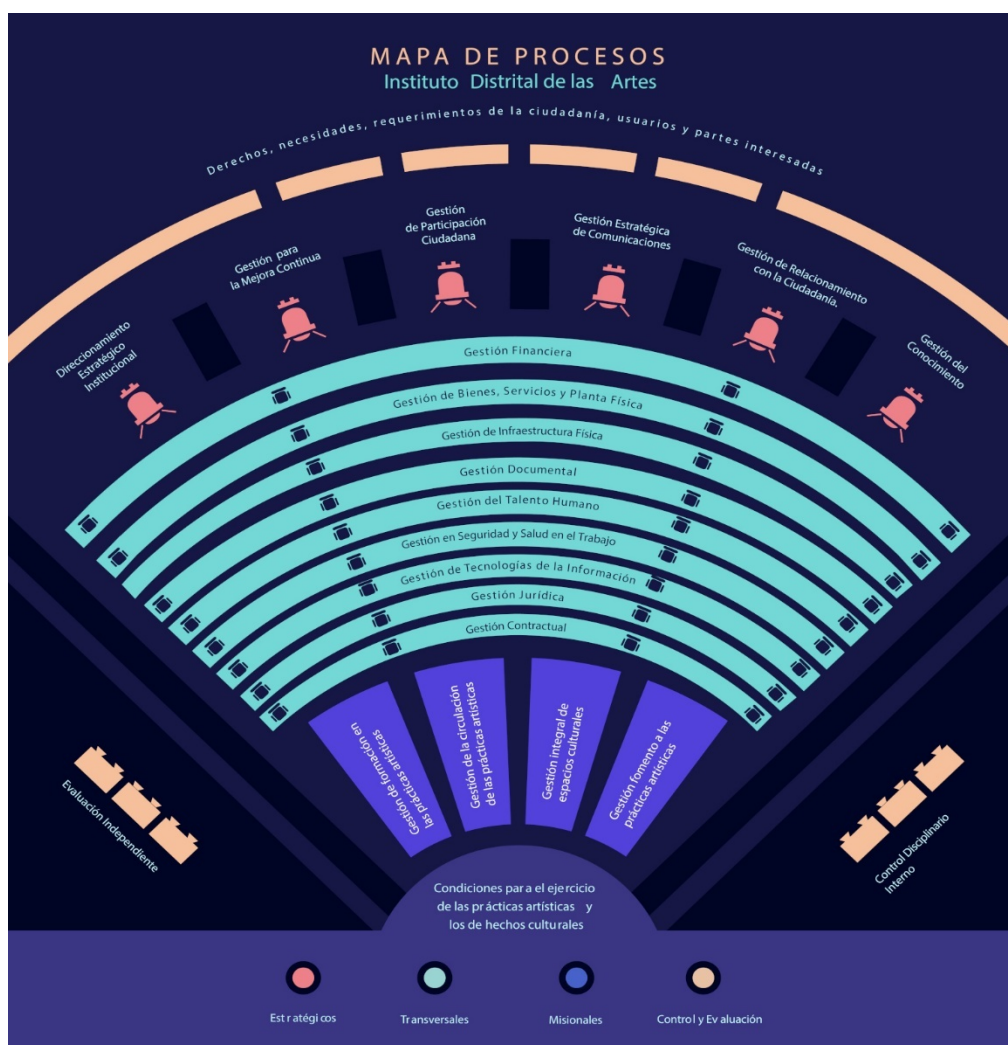 MAPA DE PROCESOS
Instituto Distrital de las Artes
Derechos, necesidades, requerimientos de la ciudadanía, usuarios y partes interesadas
Direccionamiento
Estratégico
Institucional
Gestión para
la Mejora Continua
Gestión
de Participación
Ciudadana
Gestión Estratégica
de Comunicaciones
Gestión de Relacionamiento
con la Ciudadanía.
Gestión del
Conocimiento
Gestión Financiera
Gestión de Bienes, Servicios y Planta Física
Gestión de Infraestructura Física
Gestión Documental
Gestión del Talento Humano
Gestión en Seguridad y Salud en el Trabajo
Gestión de Tecnologías de la Información
Gestión Jurídica
Gestión Contractual
Gestión de formación en
las prácticas artísticas
Gestión de la circulación
de las prácticas artísticas
Gestión integral de
espacios culturales
Gestión fomento a las
prácticas artísticas
Evaluación Independiente
Control Disciplinario
Interno
Condiciones para el ejercicio
de las prácticas artísticas y
los de hechos culturales
Estratégicos
Transversales
Misionales
Control y Evaluación